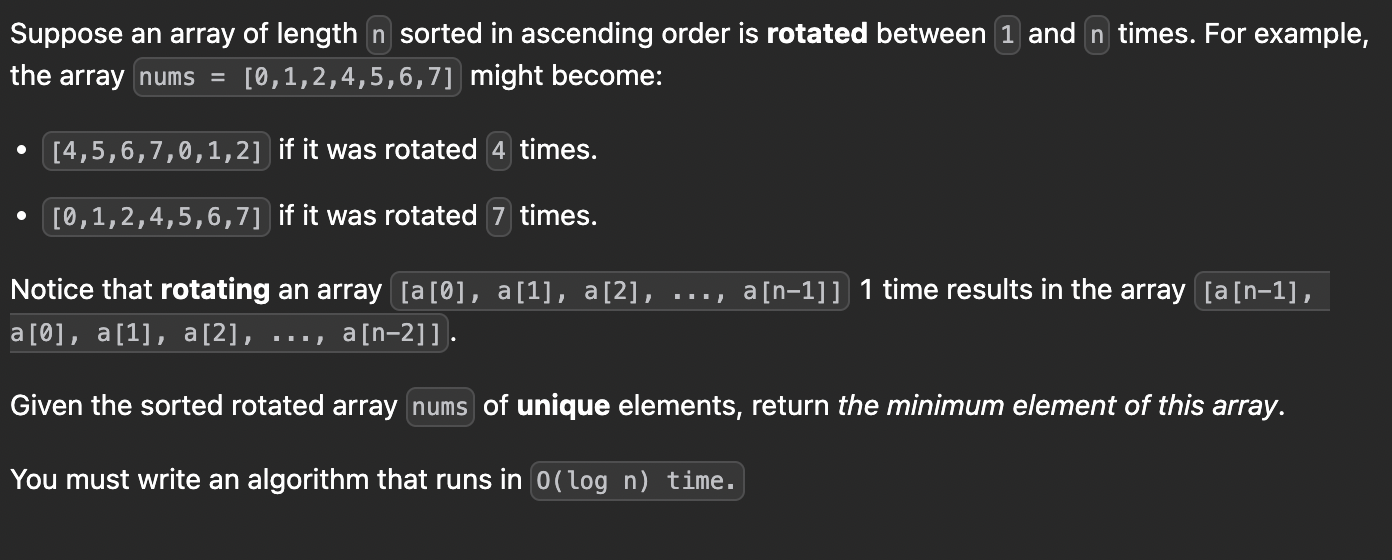 Suppose an array of length n sorted in ascending order is rotated between 1 and n times. For example,
the array nums = [0,1,2,4,5,6,7] might become:
• [4,5,6,7,0,1,2] if it was rotated 4 times.
• [0,1,2,4,5,6,7] if it was rotated 7 times.
Notice that rotating an array [a[0], a[1], a[2], ..., a[n-1]] 1 time results in the array [a[n-1],
a[0], a[1], a[2], ..., a[n-2]].
Given the sorted rotated array nums of unique elements, return the minimum element of this array.
You must write an algorithm that runs in O(log n) time.